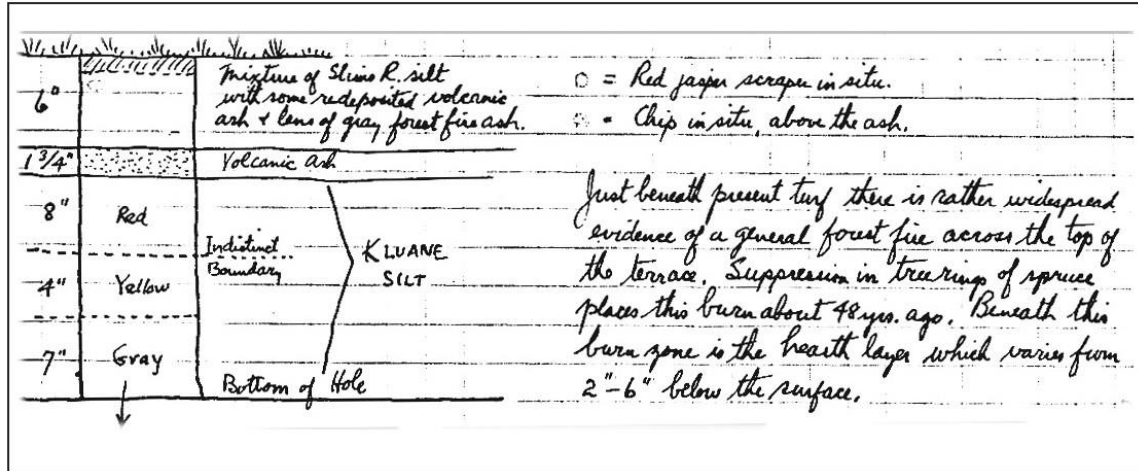 6"
Mixture of Slims R. silt
with some redeposited volcanic
ash & lens of gray forest fire ash.
1 3/4"
Volcanic Ash
8"
Red
Indistinct
Boundary
4"
Yellow
KLUANE
SILT
7"
Gray
Bottom of Hole
= Red jasper scraper in situ.
= Chip in situ, above the ash.
Just beneath present turf there is rather widespread
evidence of a general forest fire across the top of
the terrace. Suppression in tree rings of spruce
places this burn about 48 yrs. ago. Beneath this
burn zone is the hearth layer which varies from
2"-6" below the surface.